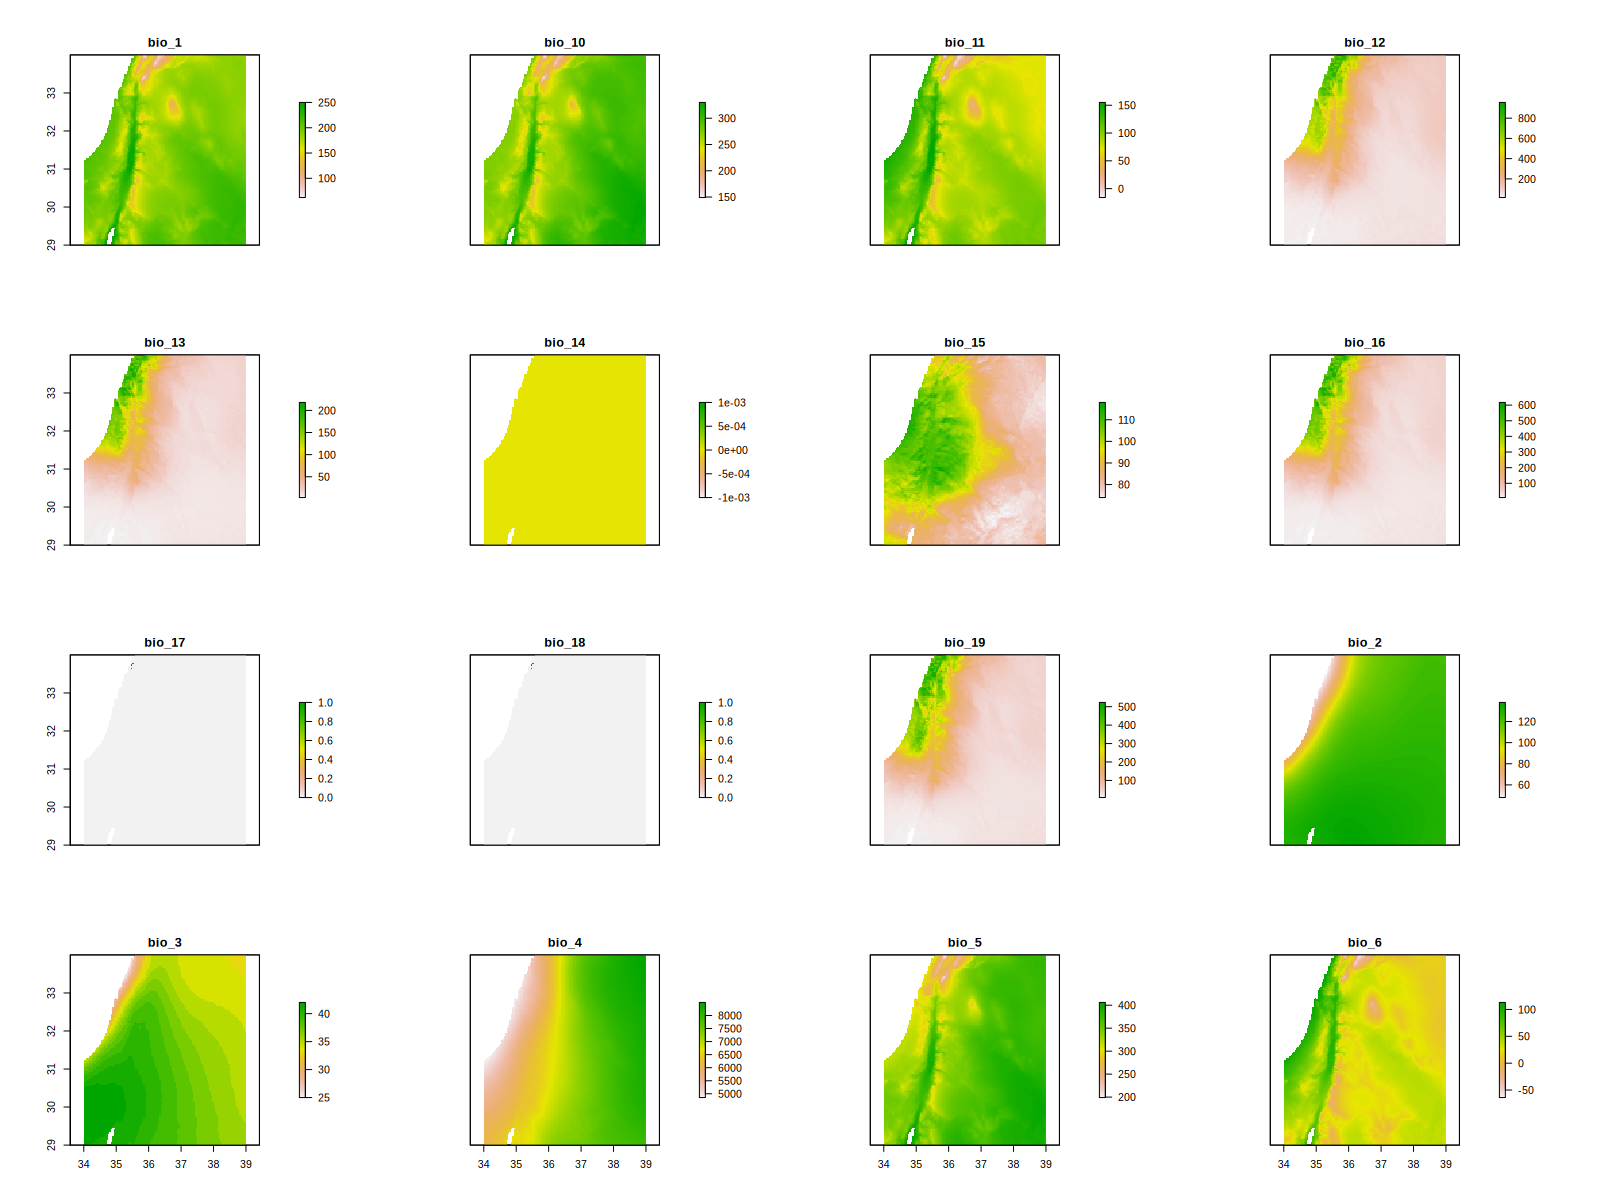 bio_1 bio_10 bio_11 bio_12
33 32 31 30 29
250 200 150 100
300 250 200 150
150 100 50 0
800 600 400 200
bio_13 bio_14 bio_15 bio_16
33 32 31 30 29
200 150 100 50
1e-03 5e-04 0e+00 -5e-04 -1e-03
110 100 90 80
600 500 400 300 200 100
bio_17 bio_18 bio_19 bio_2
33 32 31 30 29
1.0 0.8 0.6 0.4 0.2 0.0
1.0 0.8 0.6 0.4 0.2 0.0
500 400 300 200 100
120 100 80 60
bio_3 bio_4 bio_5 bio_6
33 32 31 30 29
40 35 30 25
8000 7500 7000 6500 6000 5500 5000
400 350 300 250 200
100 50 0 -50
34 35 36 37 38 39
34 35 36 37 38 39
34 35 36 37 38 39
34 35 36 37 38 39